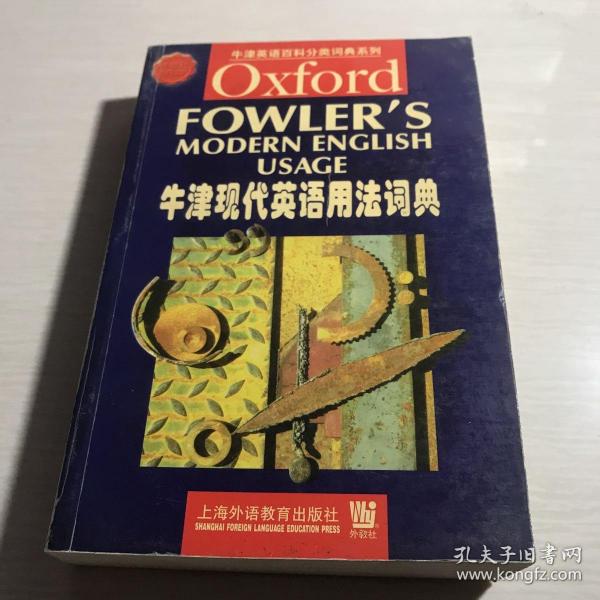 牛津英语百科分类词典系列
Oxford
FOWLER'S
MODERN ENGLISH
USAGE
牛津现代英语用法词典
上海外语教育出版社
SHANGHAI FOREIGN LANGUAGE EDUCATION PRESS
外教社
孔夫子旧书网
www.kongfz.com